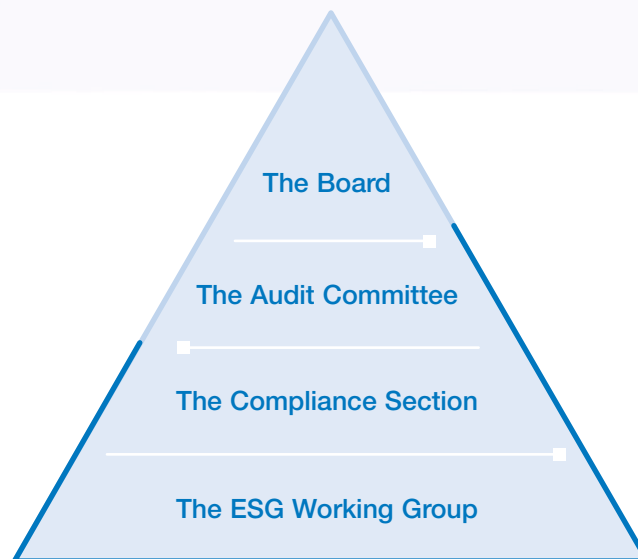 The Board
The Audit Committee
The Compliance Section
The ESG Working Group